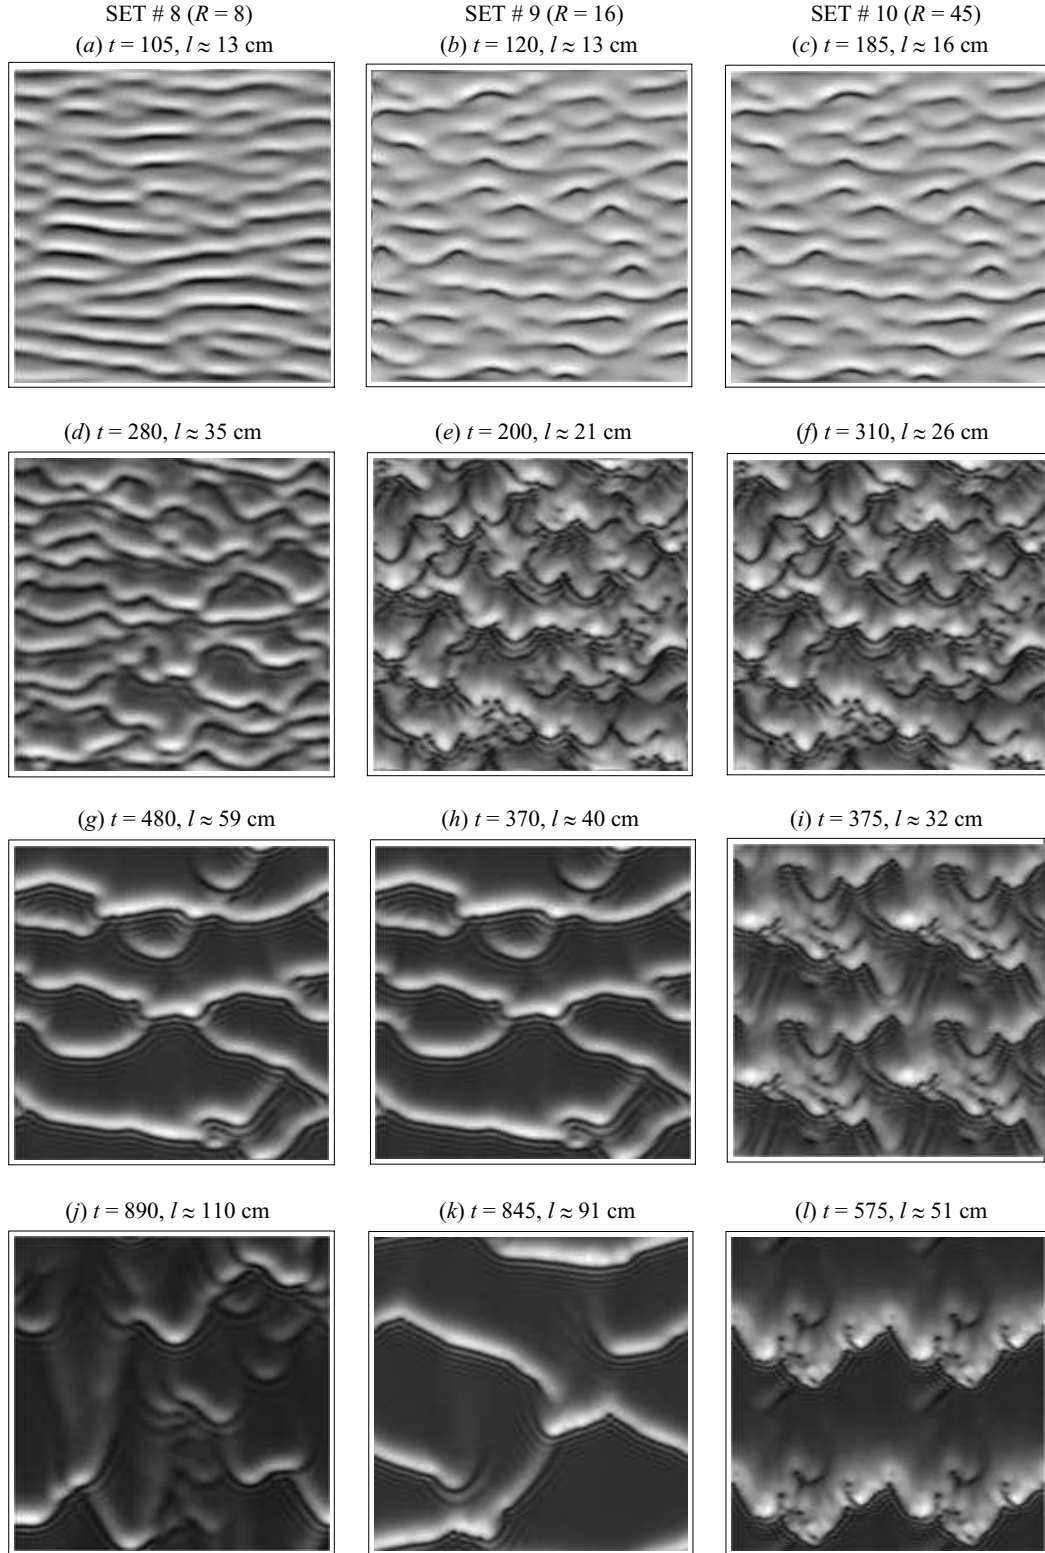 SET # 8 (R = 8) SET # 9 (R = 16) SET # 10 (R = 45)
(a) t = 105, l ≈ 13 cm (b) t = 120, l ≈ 13 cm (c) t = 185, l ≈ 16 cm
(d) t = 280, l ≈ 35 cm (e) t = 200, l ≈ 21 cm (f) t = 310, l ≈ 26 cm
(g) t = 480, l ≈ 59 cm (h) t = 370, l ≈ 40 cm (i) t = 375, l ≈ 32 cm
(j) t = 890, l ≈ 110 cm (k) t = 845, l ≈ 91 cm (l) t = 575, l ≈ 51 cm